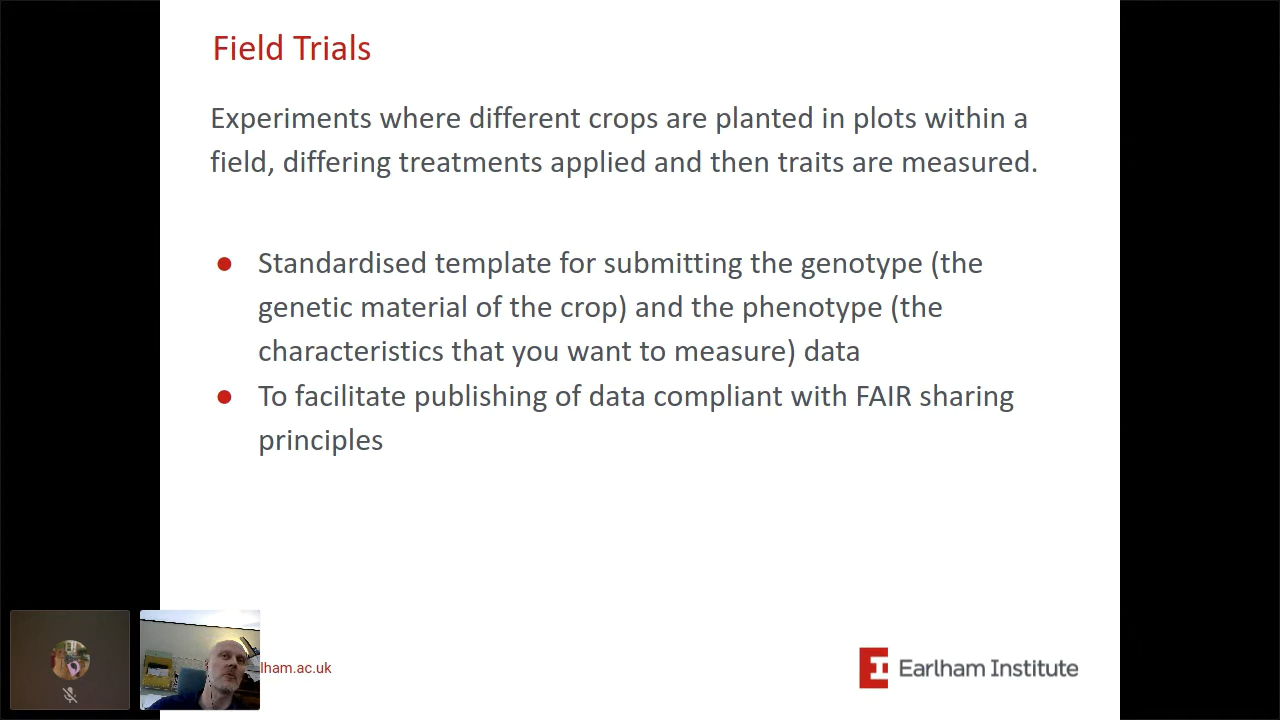 Field Trials
Experiments where different crops are planted in plots within a
field, differing treatments applied and then traits are measured.
● Standardised template for submitting the genotype (the
genetic material of the crop) and the phenotype (the
characteristics that you want to measure) data
● To facilitate publishing of data compliant with FAIR sharing
principles
lham.ac.uk
Earlham Institute